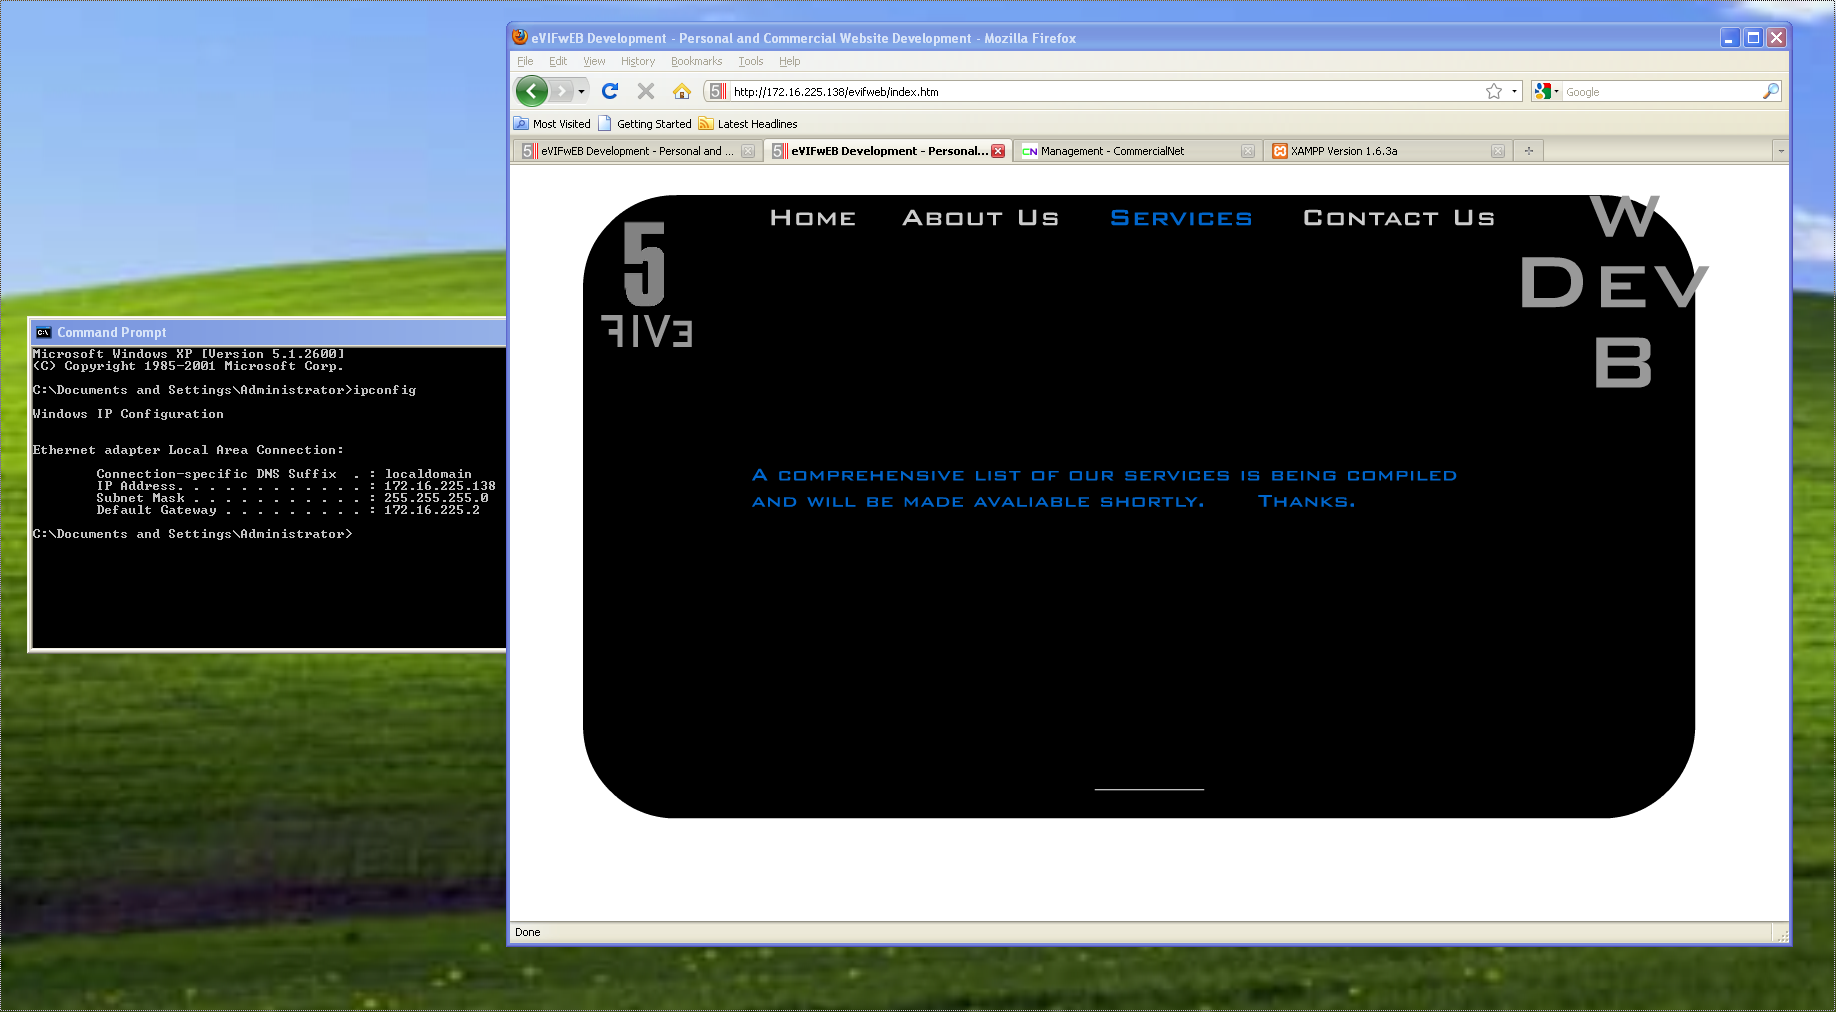 eVIFwEB Development - Personal and Commercial Website Development - Mozilla Firefox
File Edit View History Bookmarks Tools Help
http://172.16.225.138/evifweb/index.htm
Google
Most Visited Getting Started Latest Headlines
5 eVIFwEB Development - Personal and ...
5 eVIFwEB Development - Personal...
CN Management - CommercialNet
XAMPP Version 1.6.3a
Home About Us Services Contact Us
5
FIVE
W
Dev
B
A comprehensive list of our services is being compiled
and will be made avaliable shortly. Thanks.
Done
Command Prompt
Microsoft Windows XP [Version 5.1.2600]
(C) Copyright 1985-2001 Microsoft Corp.
C:\Documents and Settings\Administrator>ipconfig
Windows IP Configuration
Ethernet adapter Local Area Connection:
Connection-specific DNS Suffix . : localdomain
IP Address. . . . . . . . . . . . : 172.16.225.138
Subnet Mask . . . . . . . . . . . : 255.255.255.0
Default Gateway . . . . . . . . . : 172.16.225.2
C:\Documents and Settings\Administrator>